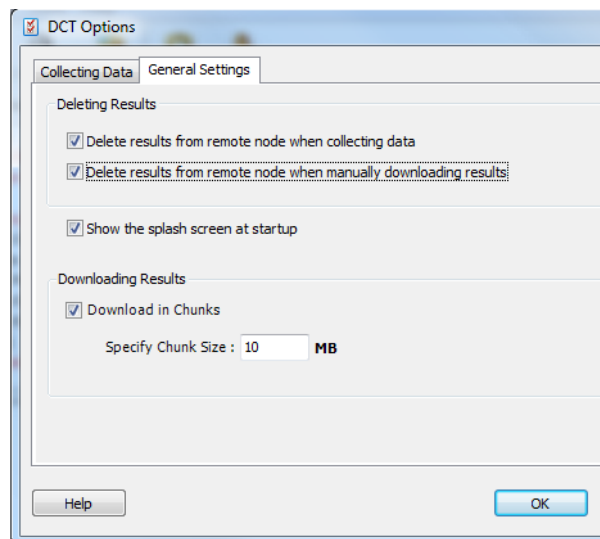 DCT Options
Collecting Data
General Settings
Deleting Results
Delete results from remote node when collecting data
Delete results from remote node when manually downloading results
Show the splash screen at startup
Downloading Results
Download in Chunks
Specify Chunk Size : 10 MB
Help
OK